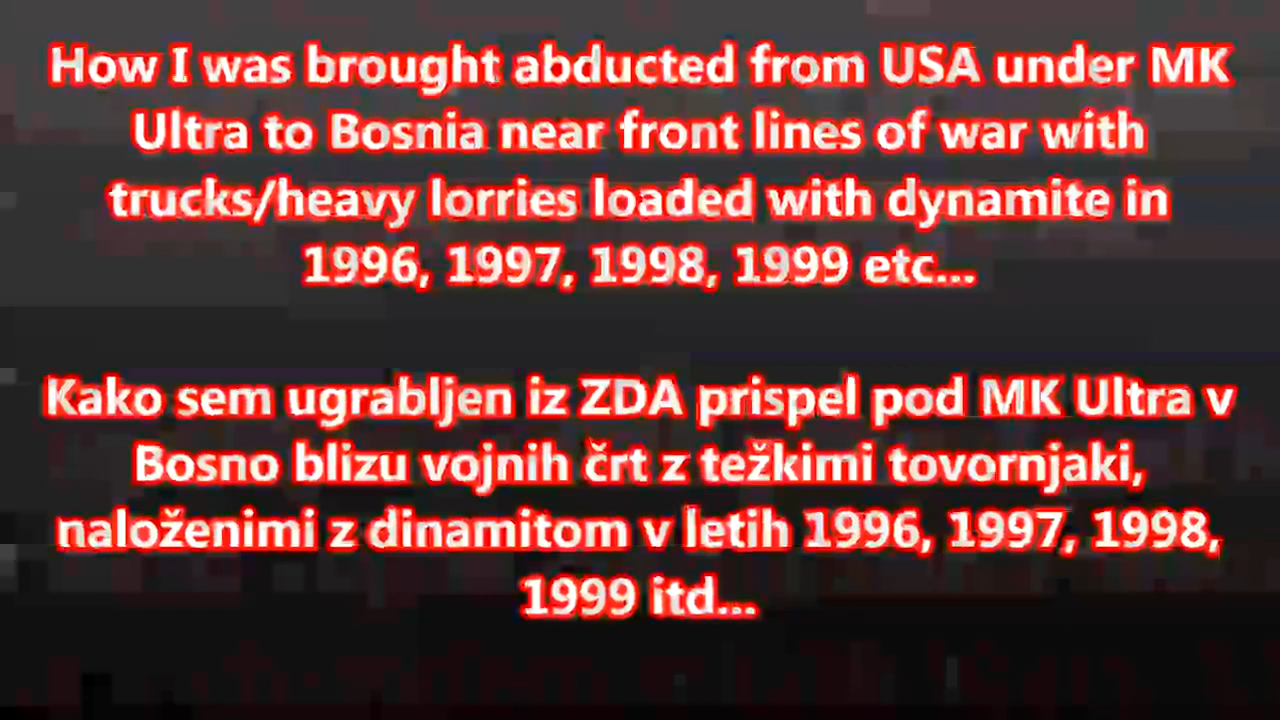 How I was brought abducted from USA under MK
Ultra to Bosnia near front lines of war with
trucks/heavy lorries loaded with dynamite in
1996, 1997, 1998, 1999 etc...
Kako sem ugrabljen iz ZDA prispel pod MK Ultra v
Bosno blizu vojnih črt z težkimi tovornjaki,
naloženimi z dinamitom v letih 1996, 1997, 1998,
1999 itd...